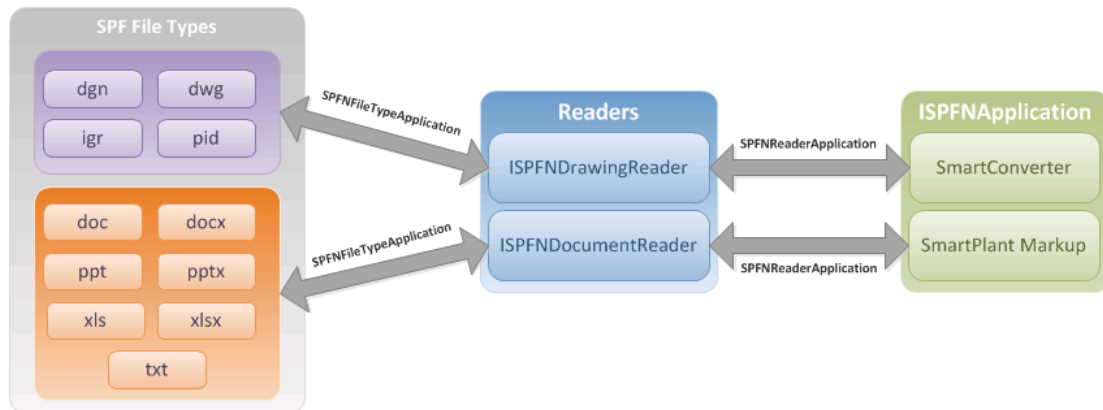 SPF File Types
dgn
dwg
igr
pid
doc
docx
ppt
pptx
xls
xlsx
txt
SPFNFileTypeApplication
SPFNFileTypeApplication
Readers
ISPFNDrawingReader
ISPFNDocumentReader
SPFNReaderApplication
SPFNReaderApplication
ISPFNApplication
SmartConverter
SmartPlant Markup